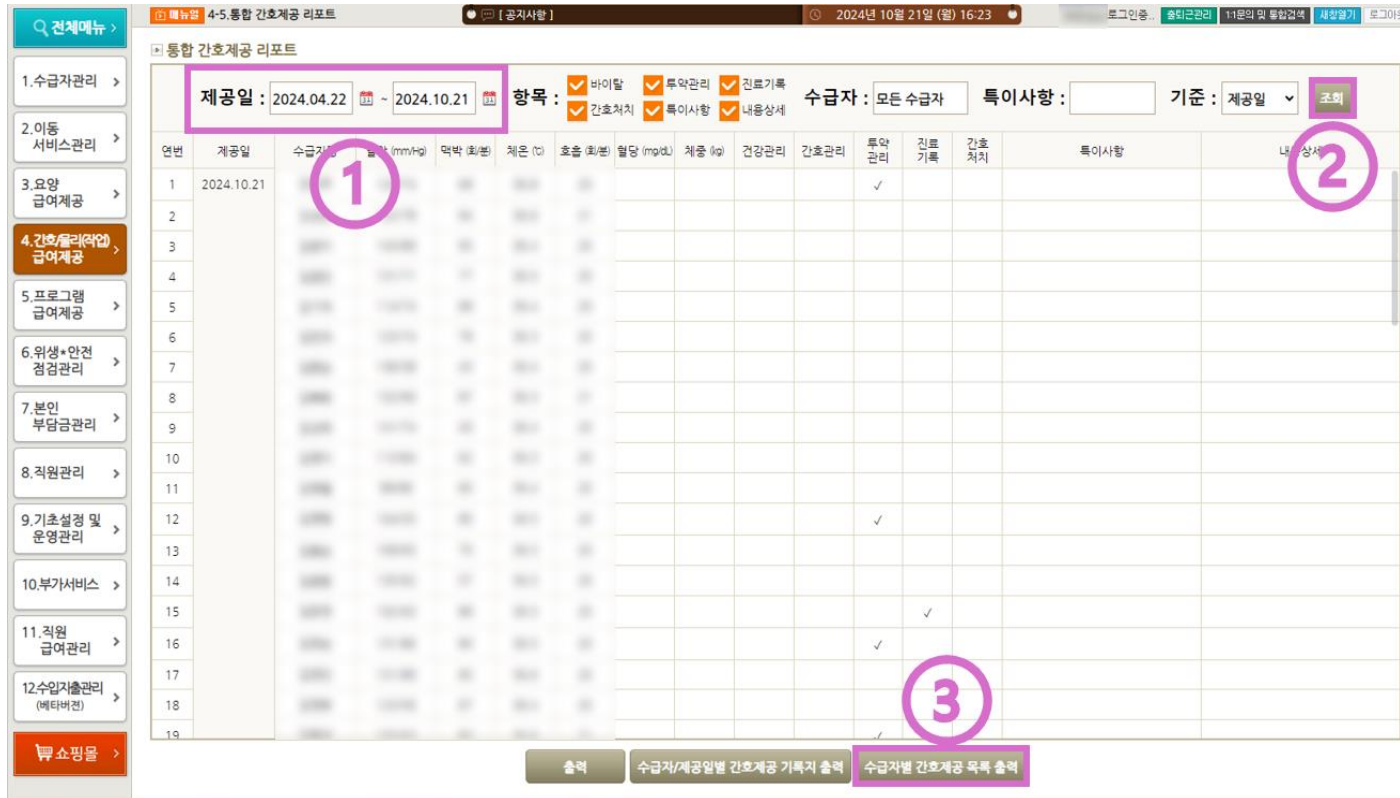 전체메뉴
메뉴얼 4-5.통합 간호제공 리포트 [ 공지사항 ] 2024년 10월 21일 (월) 16:23 로그인중.. 출퇴근관리 1:1문의 및 통합검색 새창열기
통합 간호제공 리포트
1.수급자관리
2.이동
서비스관리
3.요양
급여제공
4.간호/물리(작업)
급여제공
5.프로그램
급여제공
6.위생*안전
점검관리
7.본인
부담금관리
8.직원관리
9.기초설정 및
운영관리
10.부가서비스
11.직원
급여관리
12.수입지출관리
(베타버젼)
쇼핑몰
제공일 : 2024.04.22 ~ 2024.10.21 항목 : 바이탈 투약관리 진료기록 수급자 : 모든 수급자 특이사항 : 기준 : 제공일 조회
간호처치 특이사항 내용상세
1
2
연번 제공일 (mm/Hg) 맥박 (회/분) 체온 (℃) 호흡 (회/분) 혈당 (mg/dL) 체중 (kg) 건강관리 간호관리 투약 관리 진료 기록 간호 처치 특이사항
1 2024.10.21 ✓
2
3
4
5
6
7
8
9
10
11
12 ✓
13
14
15 ✓
16 ✓
17
18
19
3
출력 수급자/제공일별 간호제공 기록지 출력 수급자별 간호제공 목록 출력